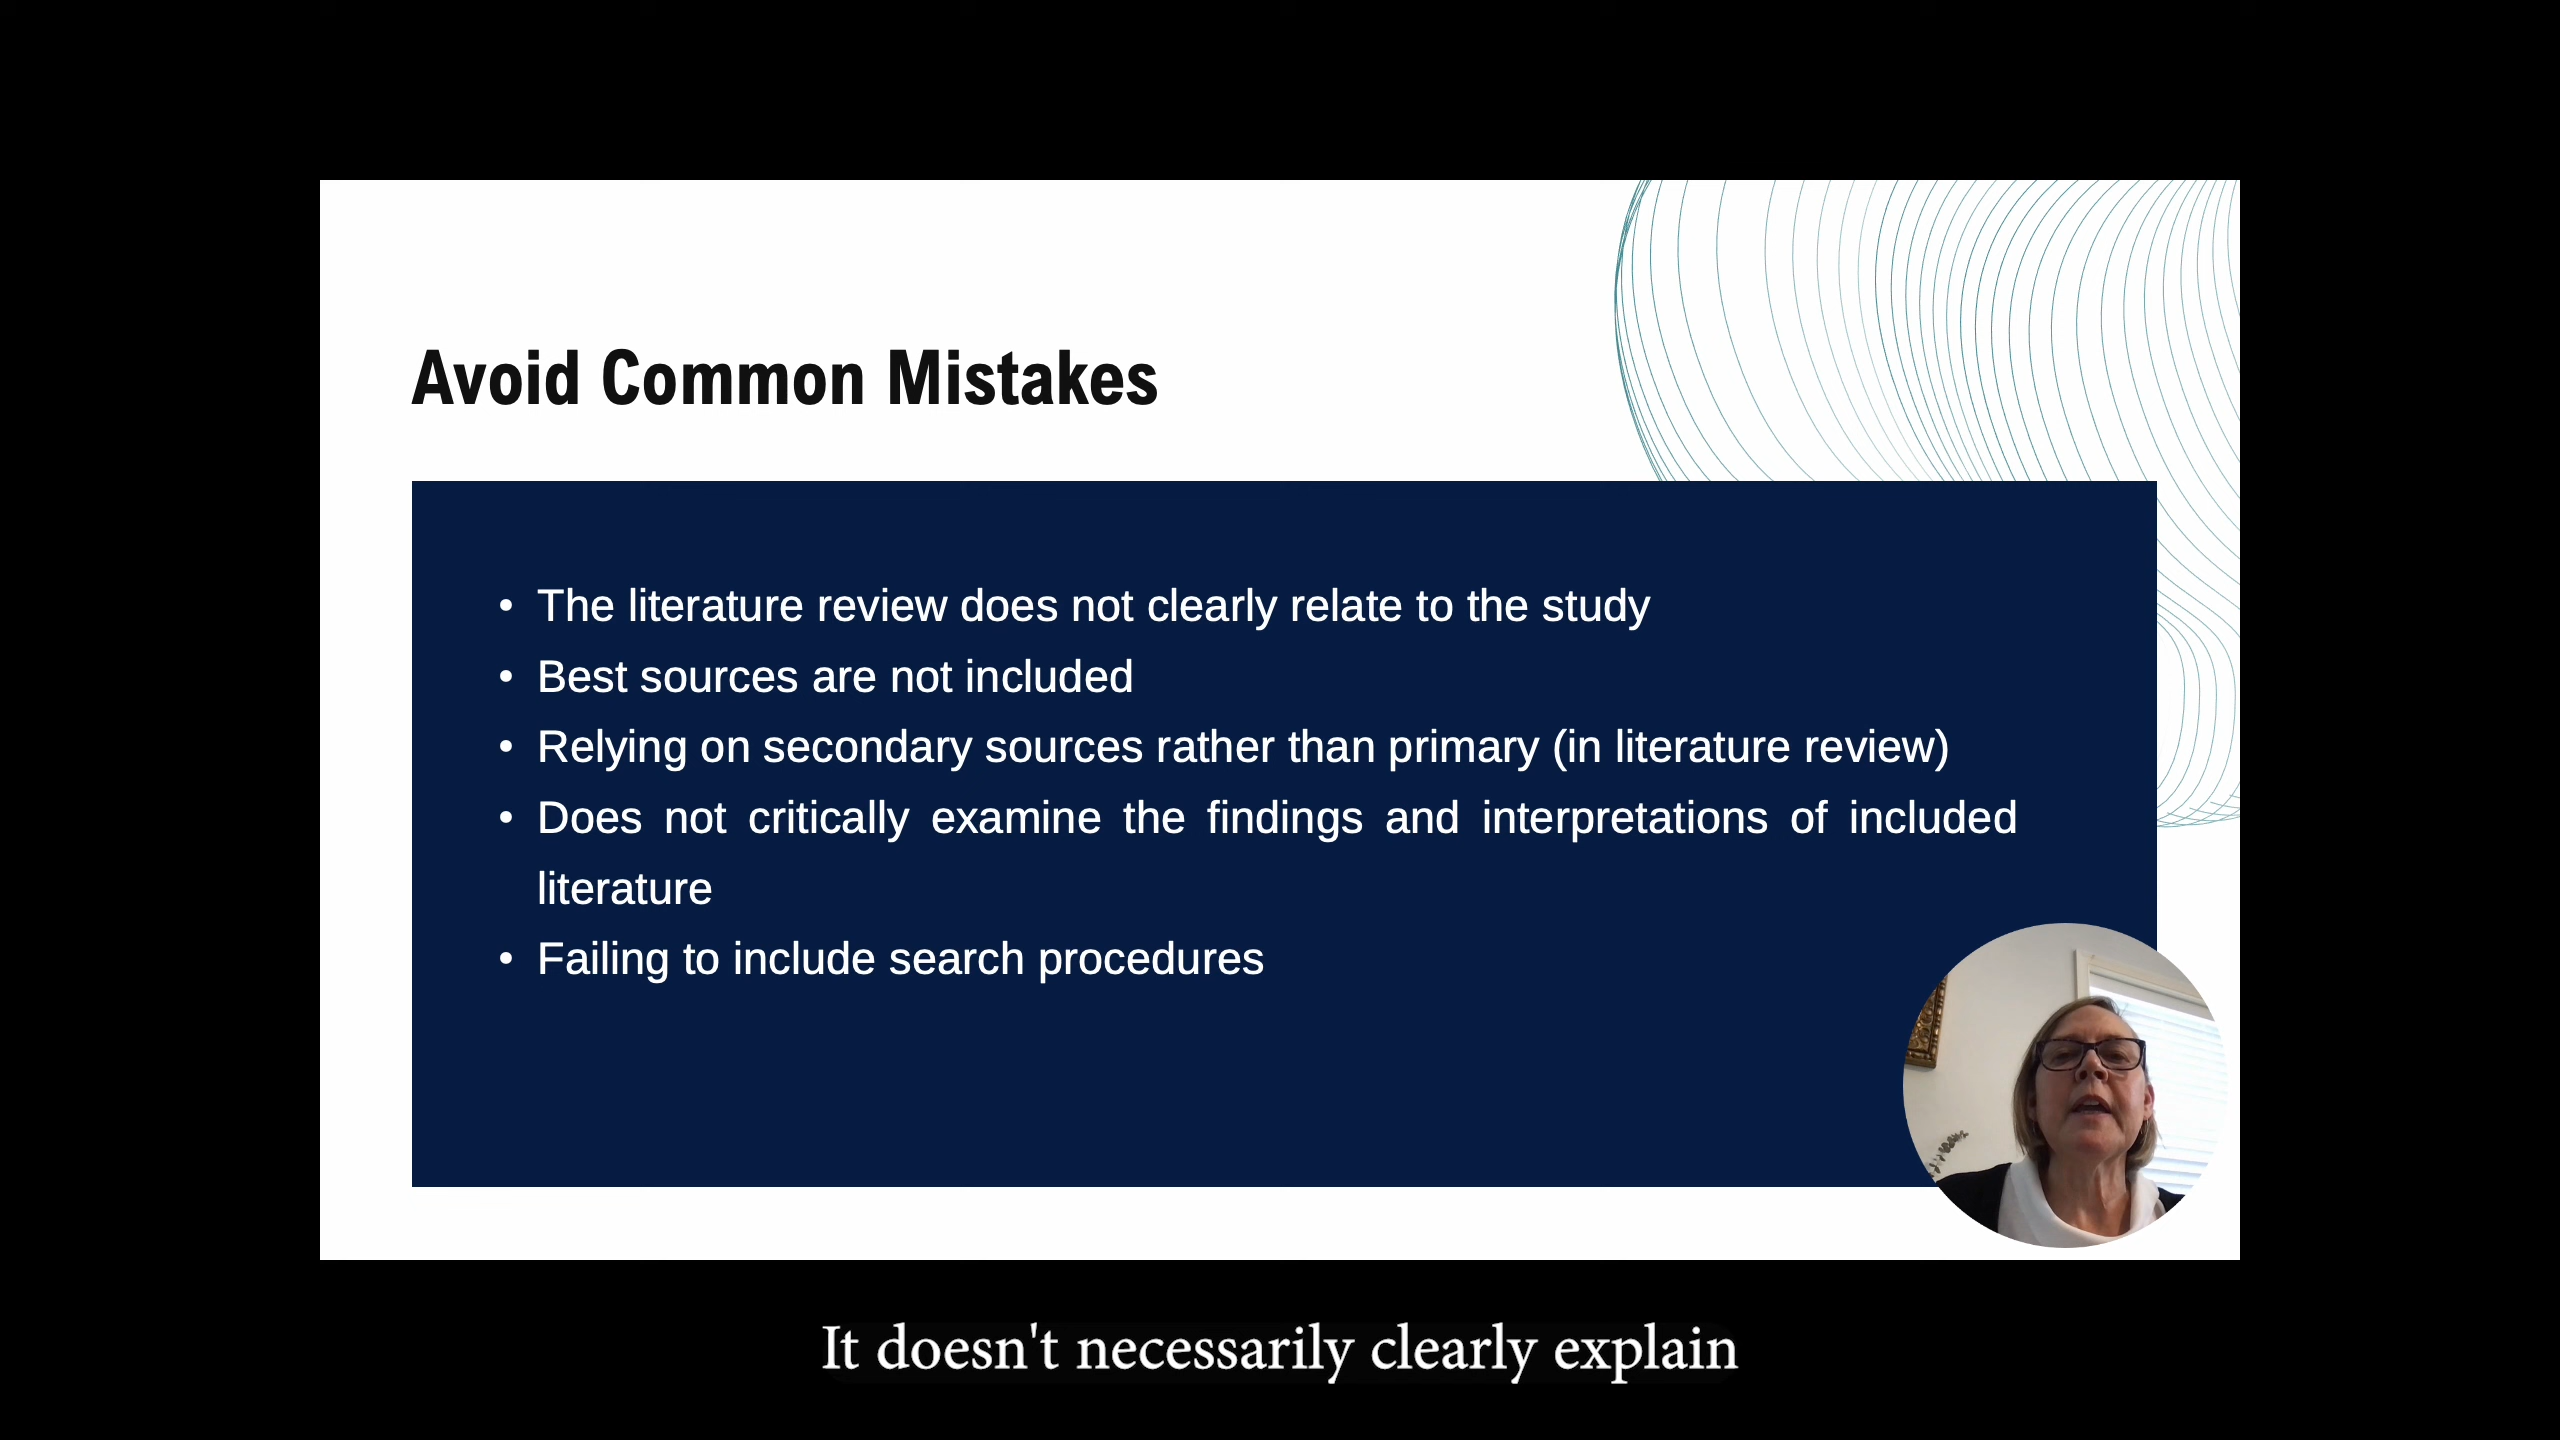 Avoid Common Mistakes
• The literature review does not clearly relate to the study
• Best sources are not included
• Relying on secondary sources rather than primary (in literature review)
• Does not critically examine the findings and interpretations of included
literature
• Failing to include search procedures
It doesn't necessarily clearly explain